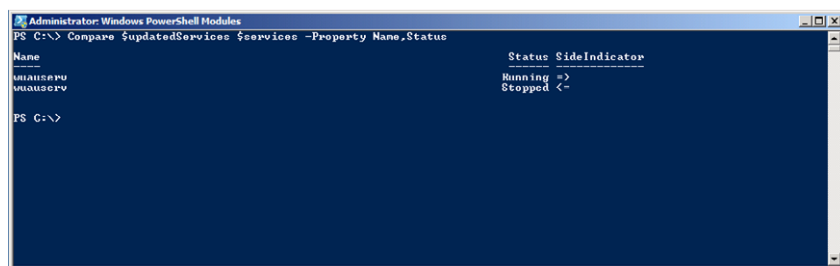 Administrator: Windows PowerShell Modules
PS C:\> Compare $updatedServices $services -Property Name,Status
Name Status SideIndicator
---- ------ -------------
wuauserv Running =>
wuauserv Stopped <=
PS C:\>